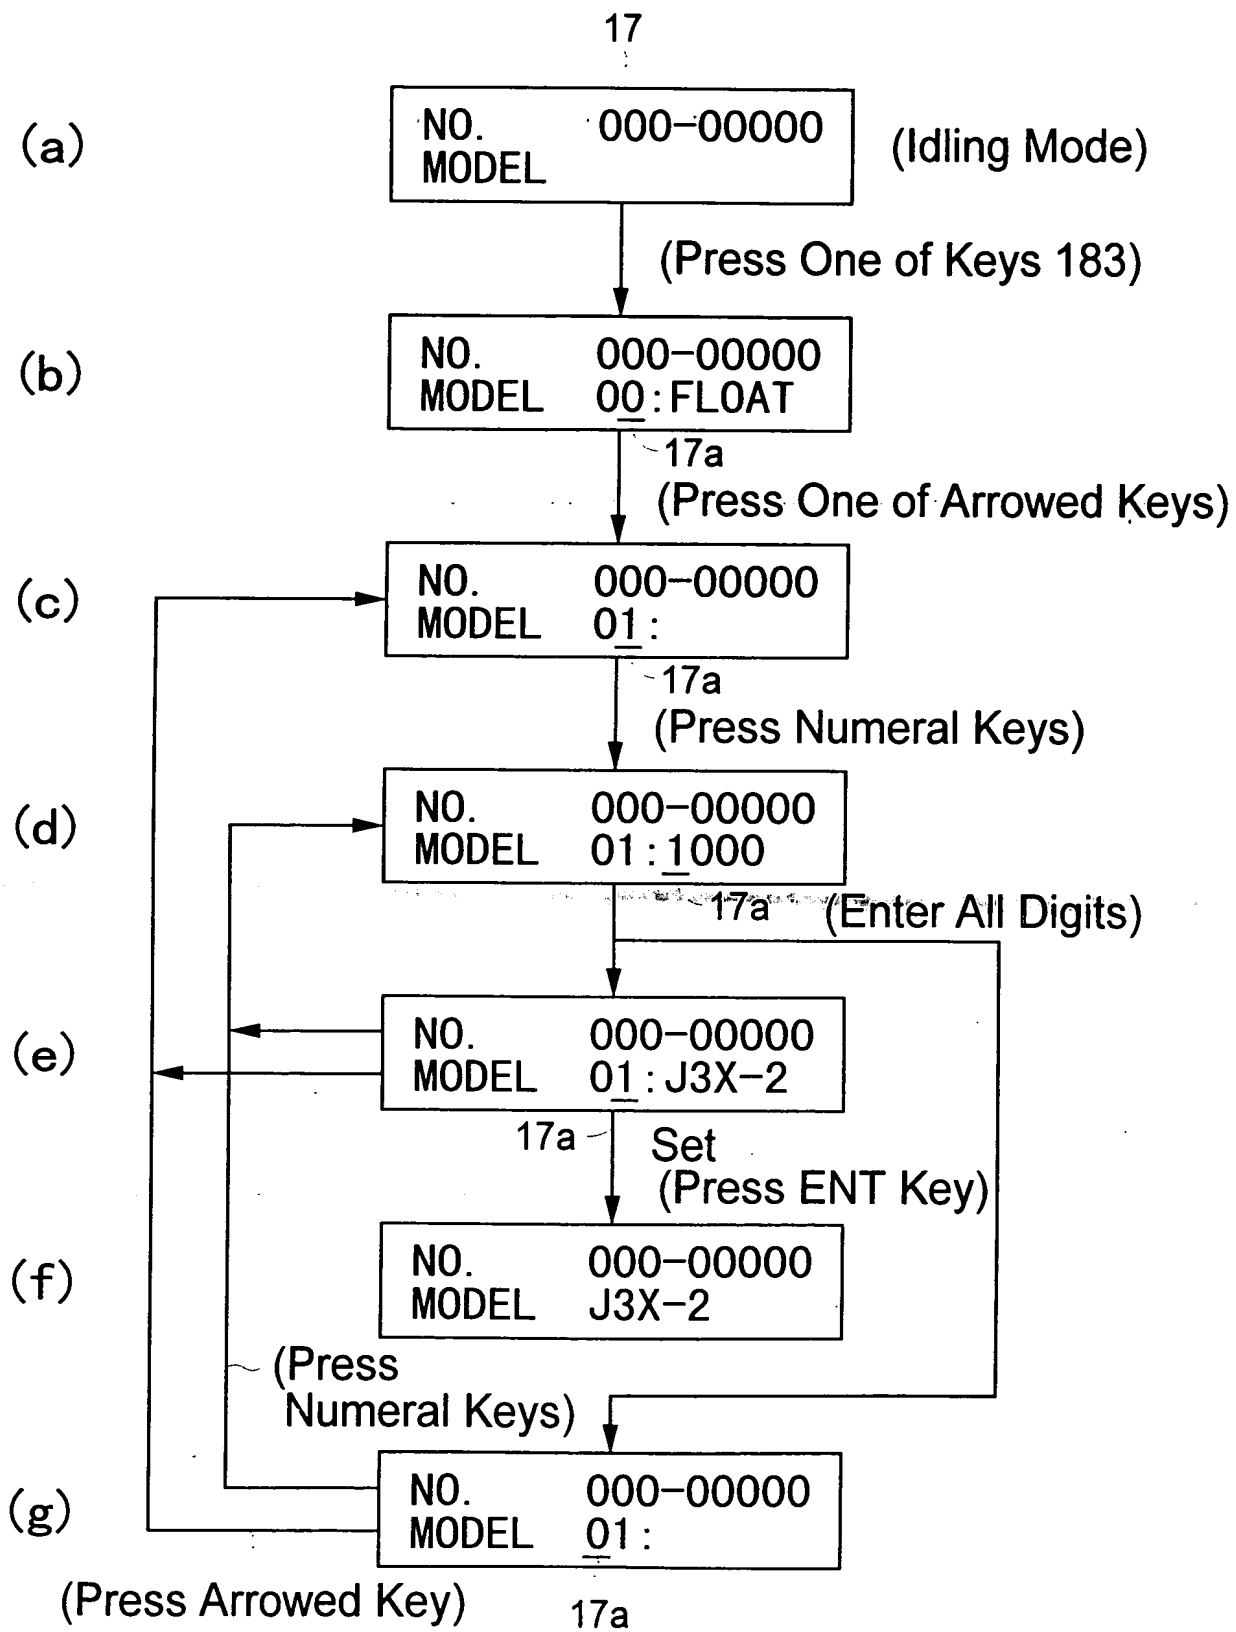 17
(a)
NO. 000-00000
MODEL
(Idling Mode)
(Press One of Keys 183)
(b)
NO. 000-00000
MODEL 00:FLOAT
17a
(Press One of Arrowed Keys)
(c)
NO. 000-00000
MODEL 01:
17a
(Press Numeral Keys)
(d)
NO. 000-00000
MODEL 01:1000
17a
(Enter All Digits)
(e)
NO. 000-00000
MODEL 01:J3X-2
17a
Set
(Press ENT Key)
(f)
NO. 000-00000
MODEL J3X-2
(Press
Numeral Keys)
(g)
NO. 000-00000
MODEL 01:
(Press Arrowed Key)
17a